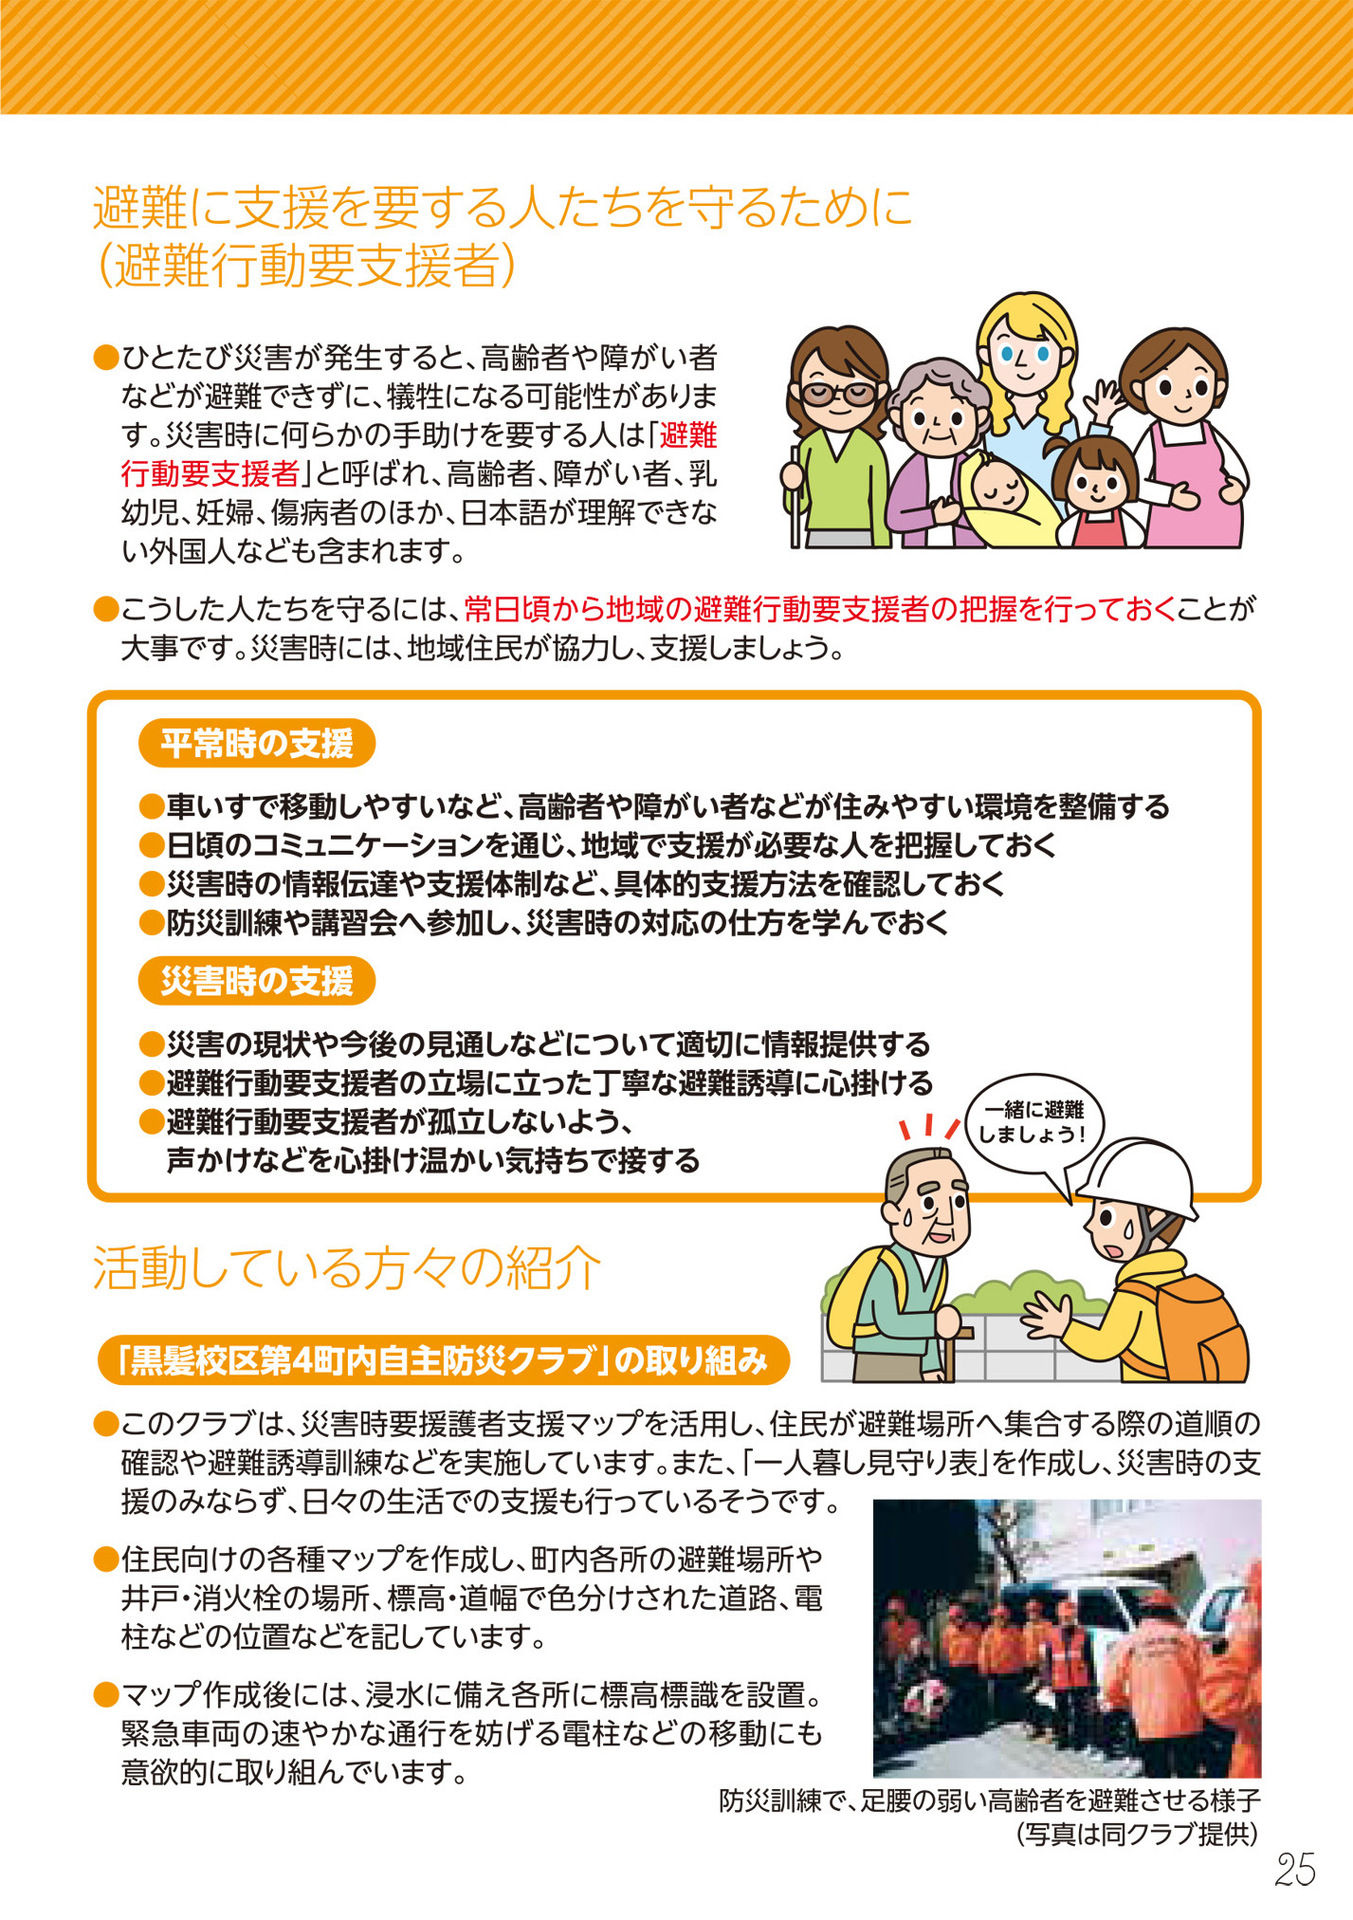 避難に支援を要する人たちを守るために
（避難行動要支援者）
●ひとたび災害が発生すると、高齢者や障がい者
などが避難できずに、犠牲になる可能性がありま
す。災害時に何らかの手助けを要する人は「避難
行動要支援者」と呼ばれ、高齢者、障がい者、乳
幼児、妊婦、傷病者のほか、日本語が理解できな
い外国人なども含まれます。
●こうした人たちを守るには、常日頃から地域の避難行動要支援者の把握を行っておくことが
大事です。災害時には、地域住民が協力し、支援しましょう。
平常時の支援
●車いすで移動しやすいなど、高齢者や障がい者などが住みやすい環境を整備する
●日頃のコミュニケーションを通じ、地域で支援が必要な人を把握しておく
●災害時の情報伝達や支援体制など、具体的支援方法を確認しておく
●防災訓練や講習会へ参加し、災害時の対応の仕方を学んでおく
災害時の支援
●災害の現状や今後の見通しなどについて適切に情報提供する
●避難行動要支援者の立場に立った丁寧な避難誘導に心掛ける
●避難行動要支援者が孤立しないよう、
声かけなどを心掛け温かい気持ちで接する
一緒に避難
しましょう！
活動している方々の紹介
「黒髪校区第4町内自主防災クラブ」の取り組み
●このクラブは、災害時要援護者支援マップを活用し、住民が避難場所へ集合する際の道順の
確認や避難誘導訓練などを実施しています。また、「一人暮し見守り表」を作成し、災害時の支
援のみならず、日々の生活での支援も行っているそうです。
●住民向けの各種マップを作成し、町内各所の避難場所や
井戸・消火栓の場所、標高・道幅で色分けされた道路、電
柱などの位置などを記しています。
●マップ作成後には、浸水に備え各所に標高標識を設置。
緊急車両の速やかな通行を妨げる電柱などの移動にも
意欲的に取り組んでいます。
防災訓練で、足腰の弱い高齢者を避難させる様子
（写真は同クラブ提供）
25